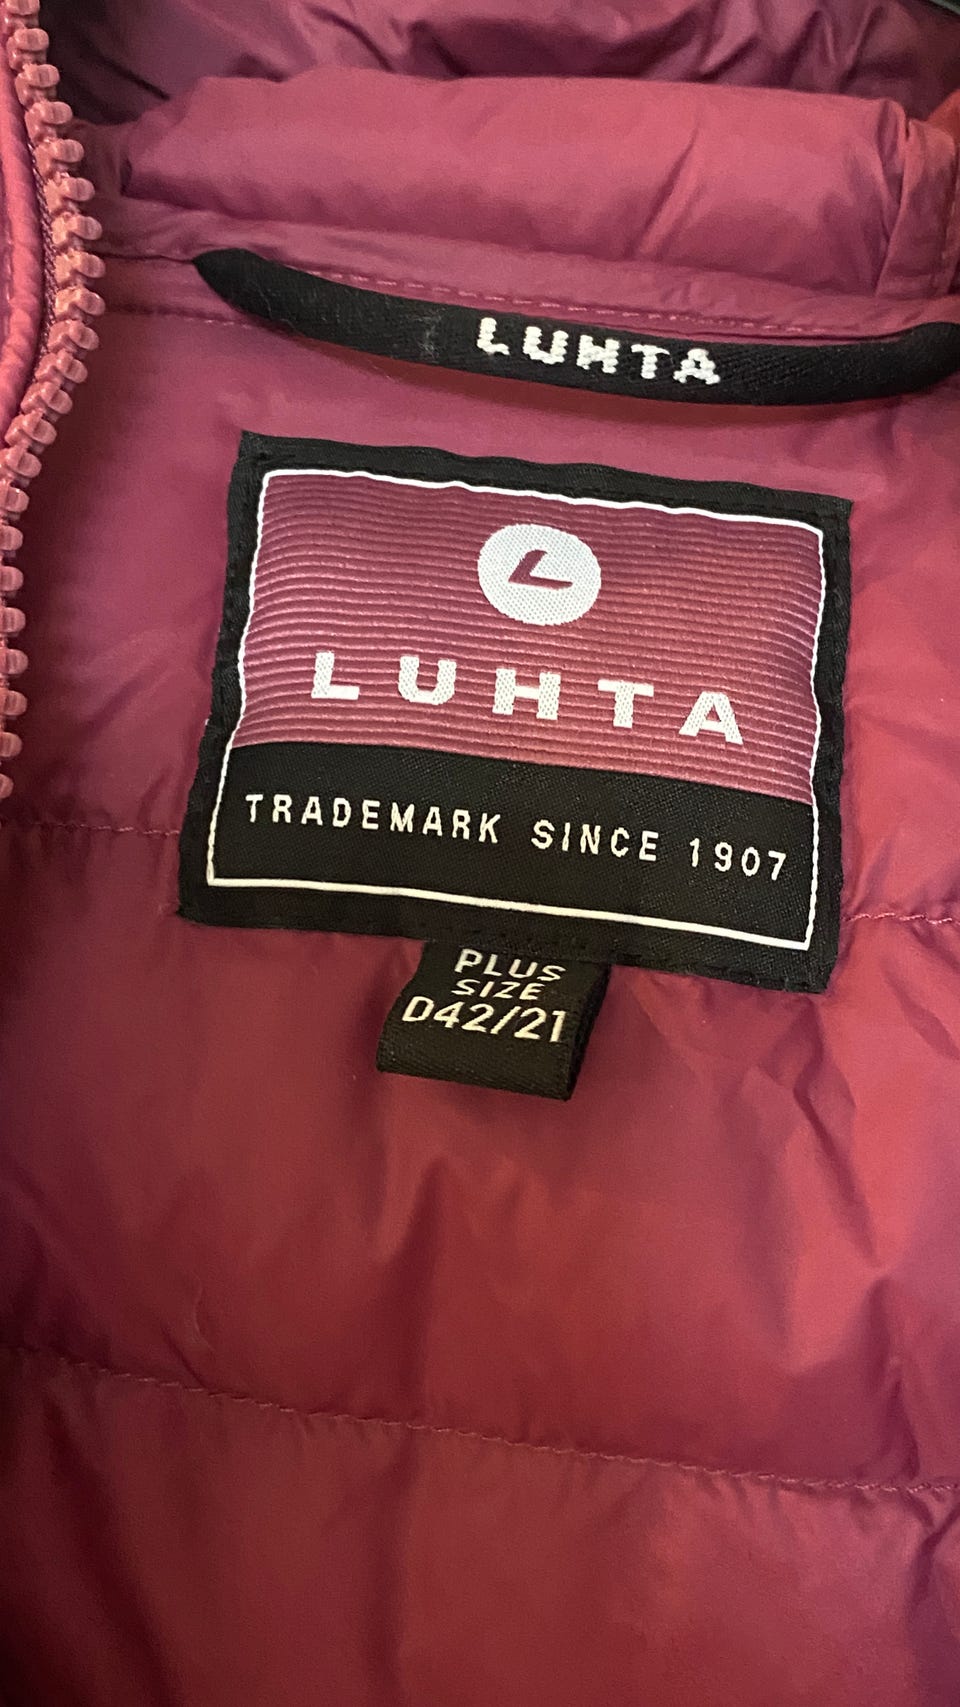 LUHTA
L
LUHTA
TRADEMARK SINCE 1907
PLUS
SIZE
D42/21